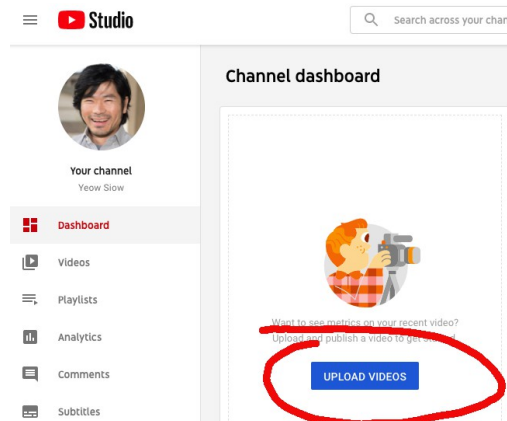 Studio
Search across your chan
Channel dashboard
Your channel
Yeow Siow
Dashboard
Videos
Playlists
Analytics
Comments
Subtitles
Want to see metrics on your recent video?
Upload and publish a video to get
UPLOAD VIDEOS